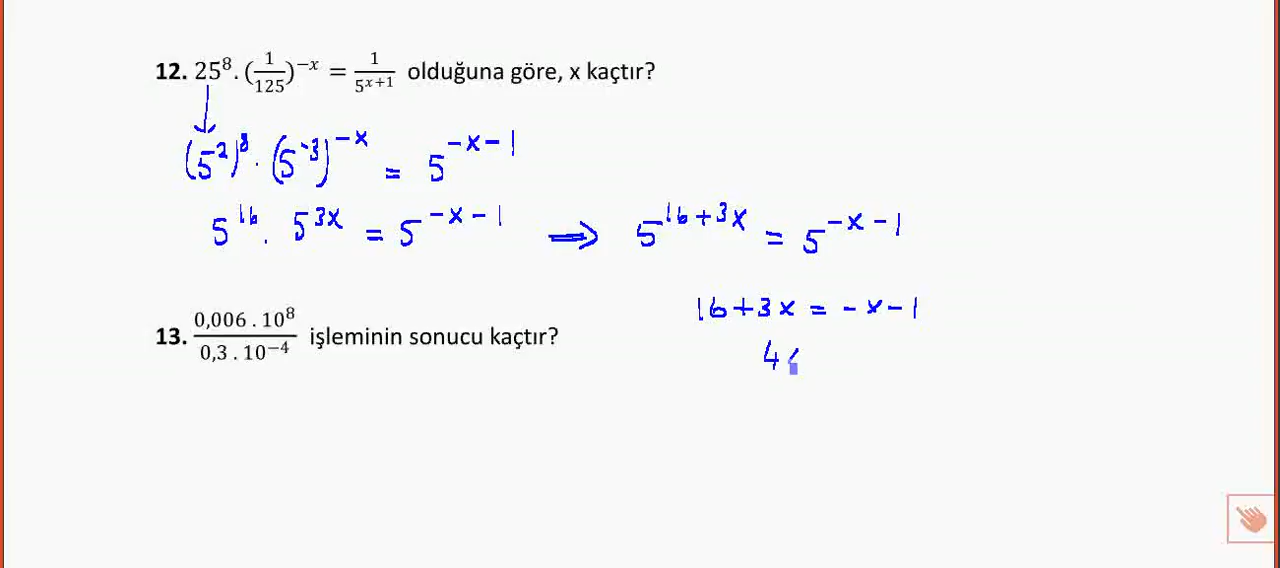 12. 25⁸ . (1/125)⁻ˣ = 1/5ˣ⁺¹ olduğuna göre, x kaçtır?
(5²)⁸ . (5⁻³)⁻ˣ = 5⁻ˣ⁻¹
5¹⁶ . 5³ˣ = 5⁻ˣ⁻¹ ⟹ 5¹⁶⁺³ˣ = 5⁻ˣ⁻¹
16+3x = -x-1
13. 0,006 . 10⁸ / 0,3 . 10⁻⁴ işleminin sonucu kaçtır?
4